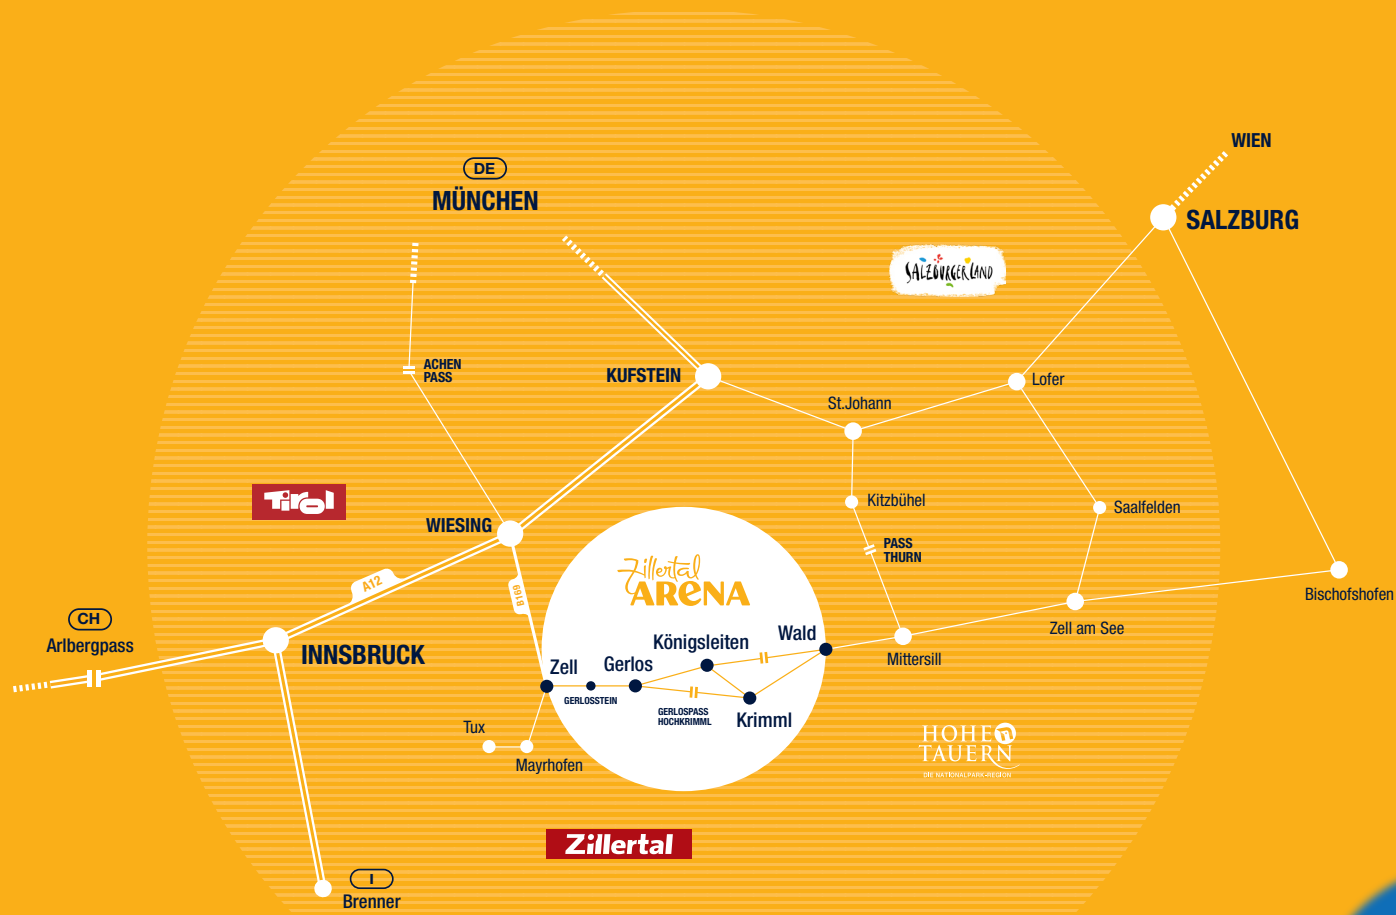 WIEN
DE
MÜNCHEN
SALZBURG
SALZBURGERLAND
ACHEN
PASS
KUFSTEIN
Lofer
St.Johann
Tirol
Kitzbühel
Saalfelden
WIESING
PASS
THURN
Zillertal
ARENA
A12
B169
Bischofshofen
CH
Arlbergpass
INNSBRUCK
Zell am See
Wald
Königsleiten
Mittersill
Zell
Gerlos
GERLOSSTEIN
GERLOSPASS
HOCHKRIMML
Krimml
Tux
Mayrhofen
HOHE
TAUERN
DIE NATIONALPARK-REGION
Zillertal
I
Brenner